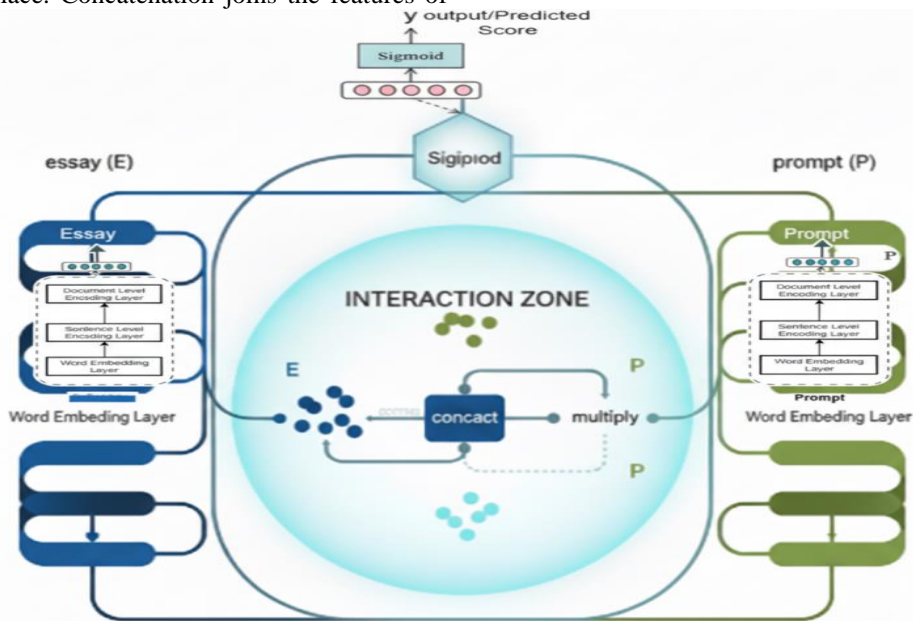 lace. Concatenation joins the features of
y output/Predicted
Score
Sigmoid
Sigipiod
essay (E)
prompt (P)
Essay
Prompt
P
Document Level
Encoding Layer
Sentence Level
Encoding Layer
Word Embedding
Layer
Document Level
Encoding Layer
Sentence Level
Encoding Layer
Word Embedding
Layer
Prompt
Word Embeding Layer
Word Embeding Layer
INTERACTION ZONE
E
P
concact
multiply
P